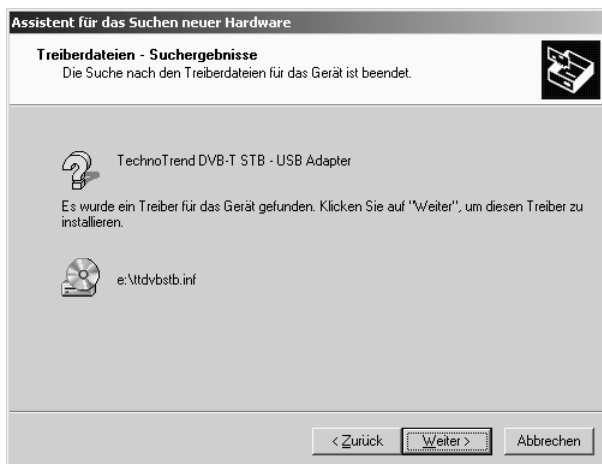 Assistent für das Suchen neuer Hardware
Treiberdateien - Suchergebnisse
Die Suche nach den Treiberdateien für das Gerät ist beendet.
TechnoTrend DVB-T STB - USB Adapter
Es wurde ein Treiber für das Gerät gefunden. Klicken Sie auf "Weiter", um diesen Treiber zu
installieren.
e:\ttdvbstb.inf
< Zurück
Weiter >
Abbrechen